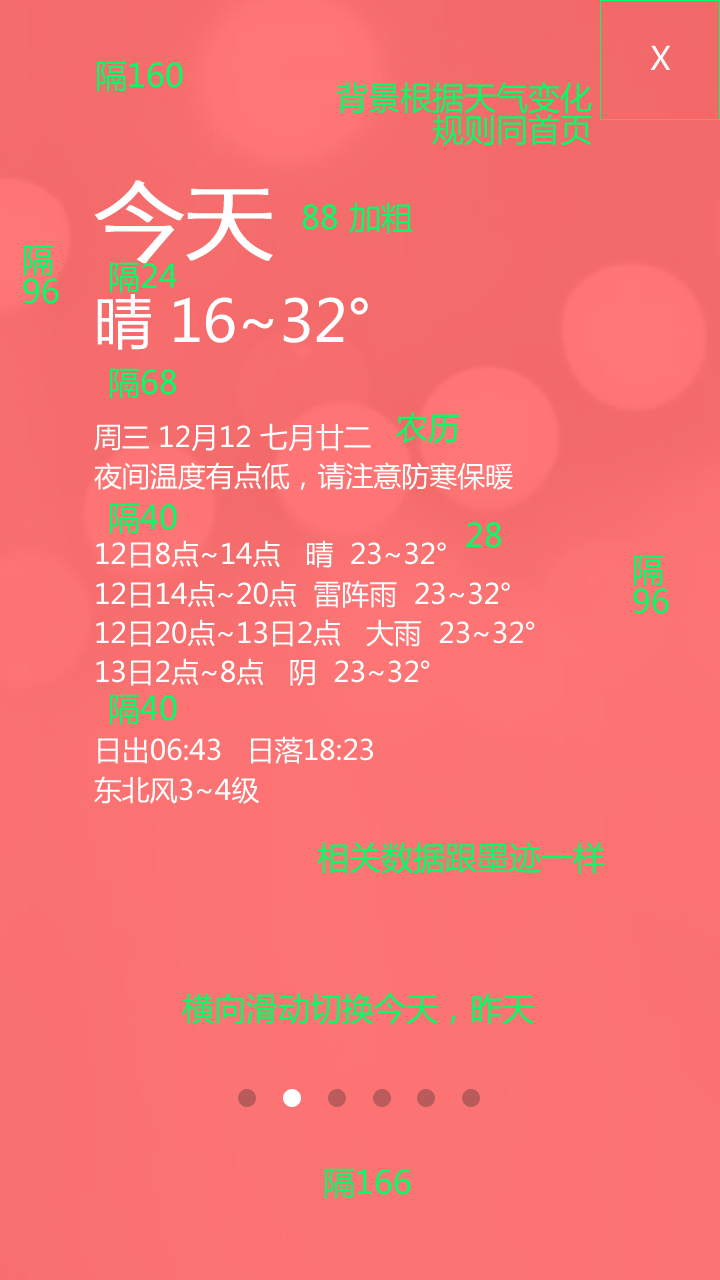 X
隔160
背景根据天气变化
规则同首页
今天
88 加粗
隔
96
隔24
晴 16~32°
隔68
周三 12月12 七月廿二
农历
夜间温度有点低，请注意防寒保暖
隔40
28
12日8点~14点 晴 23~32°
12日14点~20点 雷阵雨 23~32°
隔
96
12日20点~13日2点 大雨 23~32°
13日2点~8点 阴 23~32°
隔40
日出06:43 日落18:23
东北风3~4级
相关数据跟墨迹一样
横向滑动切换今天，昨天
隔166